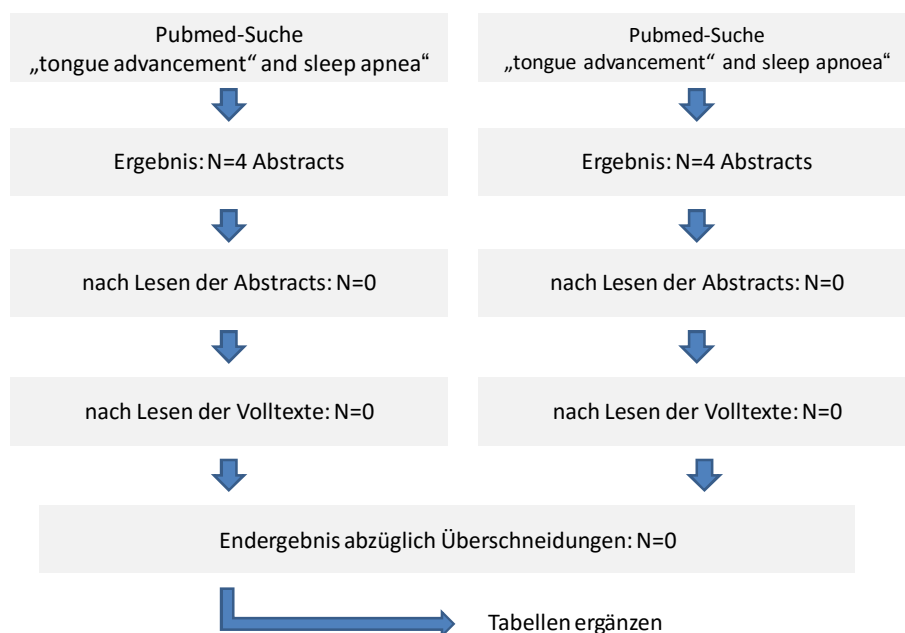 Pubmed-Suche
„tongue advancement“ and sleep apnea“
Ergebnis: N=4 Abstracts
nach Lesen der Abstracts: N=0
nach Lesen der Volltexte: N=0
Pubmed-Suche
„tongue advancement“ and sleep apnoea“
Ergebnis: N=4 Abstracts
nach Lesen der Abstracts: N=0
nach Lesen der Volltexte: N=0
Endergebnis abzüglich Überschneidungen: N=0
Tabellen ergänzen